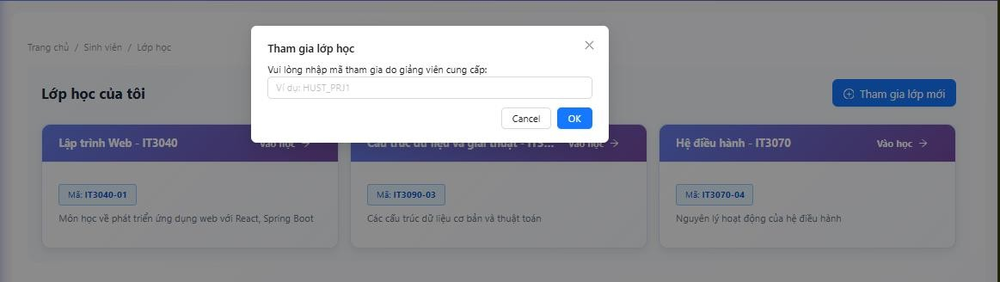 Trang chủ / Sinh viên / Lớp học
Tham gia lớp học
Vui lòng nhập mã tham gia do giảng viên cung cấp:
Ví dụ: HUST_PRJ1
Cancel
OK
Lớp học của tôi
Tham gia lớp mới
Lập trình Web - IT3040
Vào học →
Cấu trúc dữ liệu và giải thuật - IT3...
Vào học →
Hệ điều hành - IT3070
Vào học →
Mã: IT3040-01
Môn học về phát triển ứng dụng web với React, Spring Boot
Mã: IT3090-03
Các cấu trúc dữ liệu cơ bản và thuật toán
Mã: IT3070-04
Nguyên lý hoạt động của hệ điều hành